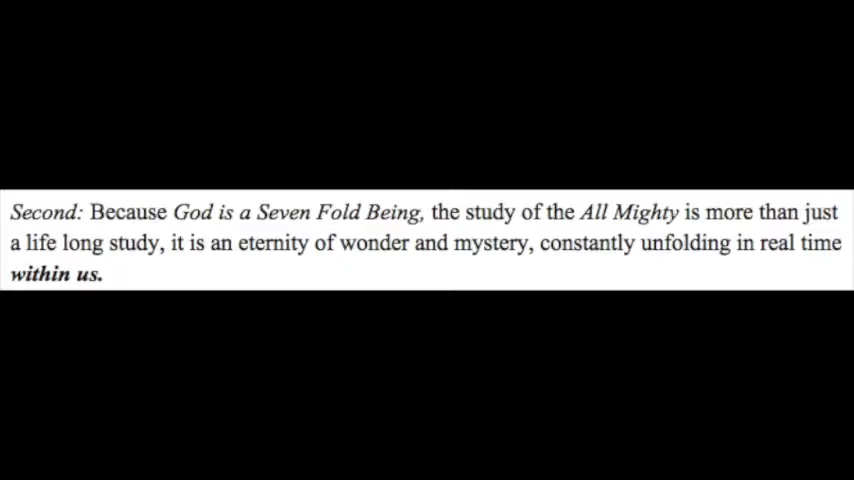 Second: Because God is a Seven Fold Being, the study of the All Mighty is more than just
a life long study, it is an eternity of wonder and mystery, constantly unfolding in real time
within us.